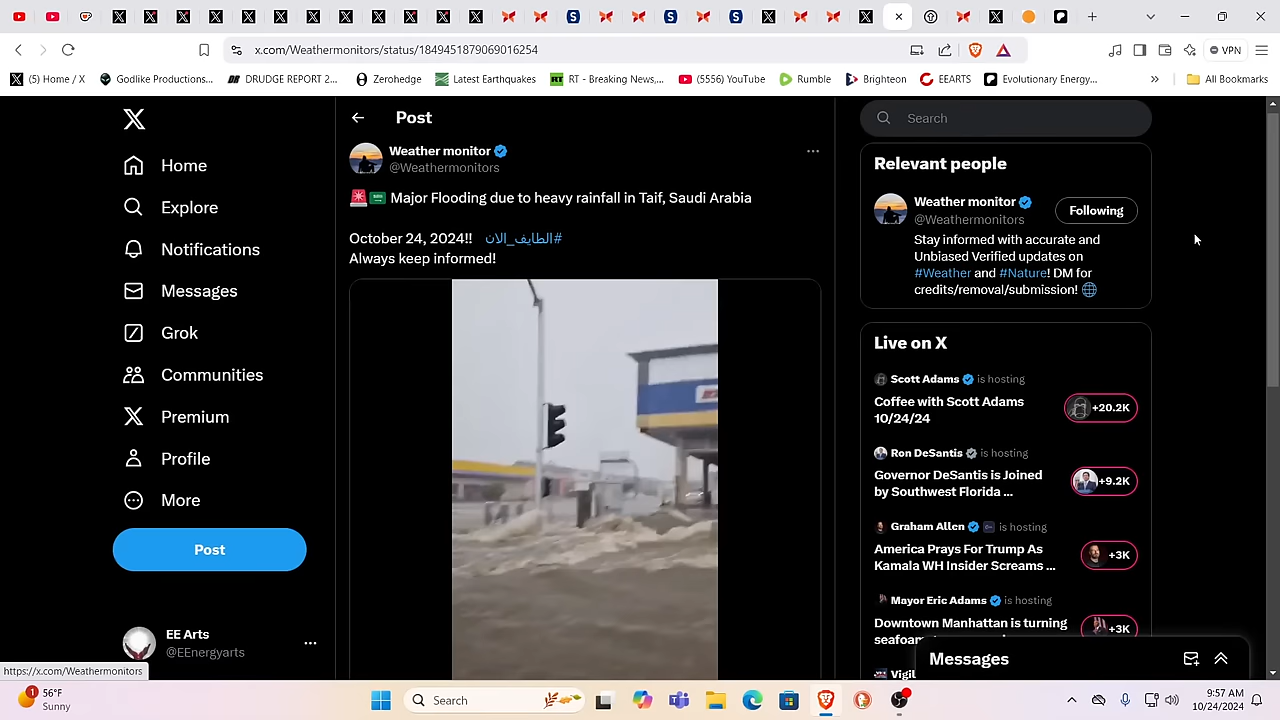 x.com/Weathermonitors/status/1849451879069016254
VPN
(5) Home / X
Godlike Productions...
DRUDGE REPORT 2...
Zerohedge
Latest Earthquakes
RT - Breaking News,...
(5556) YouTube
Rumble
Brighteon
EEARTS
Evolutionary Energy...
»
All Bookmarks
Home
Explore
Notifications
Messages
Grok
Communities
Premium
Profile
More
Post
EE Arts
@EEnergyarts
https://x.com/Weathermonitors
Post
Weather monitor
@Weathermonitors
🚨🇸🇦 Major Flooding due to heavy rainfall in Taif, Saudi Arabia
October 24, 2024!! #الطايف_الان
Always keep informed!
Search
Relevant people
Weather monitor
@Weathermonitors
Following
Stay informed with accurate and
Unbiased Verified updates on
#Weather and #Nature! DM for
credits/removal/submission! 🌐
Live on X
Scott Adams is hosting
Coffee with Scott Adams
10/24/24
+20.2K
Ron DeSantis is hosting
Governor DeSantis is Joined
by Southwest Florida ...
+9.2K
Graham Allen is hosting
America Prays For Trump As
Kamala WH Insider Screams ...
+3K
Mayor Eric Adams is hosting
Downtown Manhattan is turning
+3K
Messages
1
56°F
Sunny
Search
9:57 AM
10/24/2024